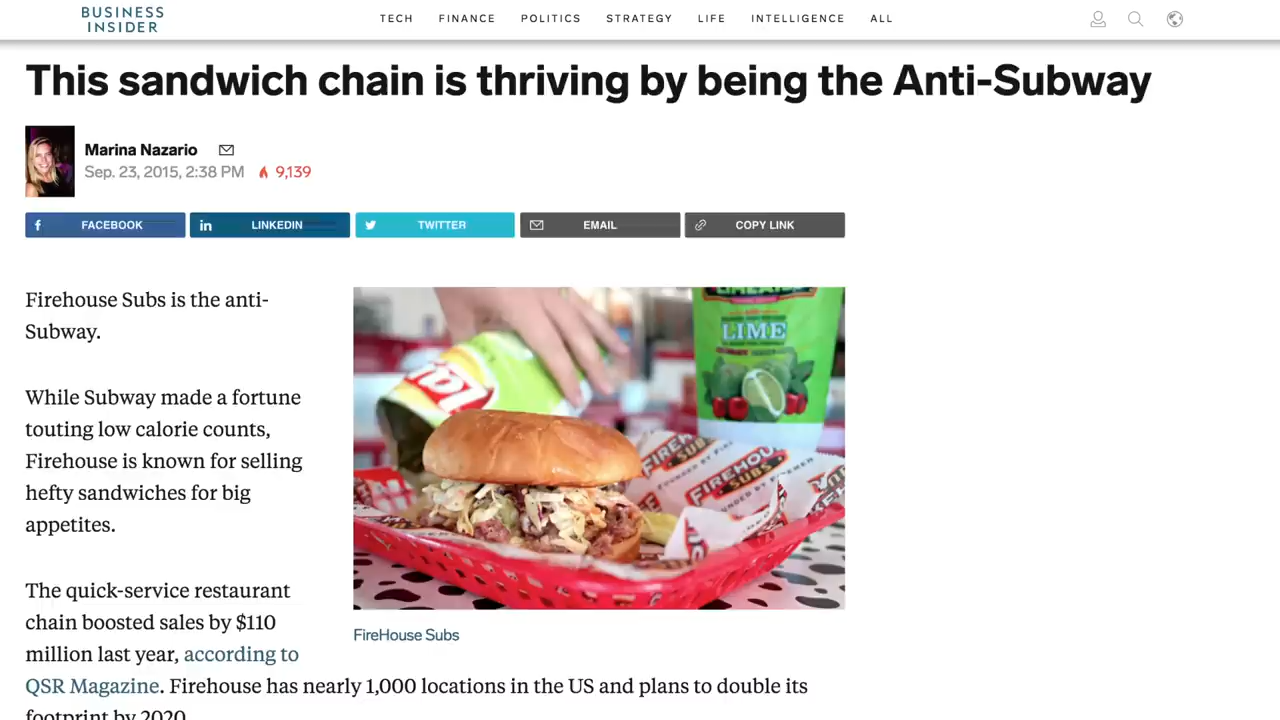 BUSINESS
INSIDER
TECH FINANCE POLITICS STRATEGY LIFE INTELLIGENCE ALL
This sandwich chain is thriving by being the Anti-Subway
Marina Nazario
Sep. 23, 2015, 2:38 PM 9,139
f FACEBOOK in LINKEDIN TWITTER EMAIL COPY LINK
Firehouse Subs is the anti-
Subway.
While Subway made a fortune
touting low calorie counts,
Firehouse is known for selling
hefty sandwiches for big
appetites.
LIME
FIREHOUSE
SUBS
The quick-service restaurant
chain boosted sales by $110
million last year, according to
FireHouse Subs
QSR Magazine. Firehouse has nearly 1,000 locations in the US and plans to double its
footprint by 2020